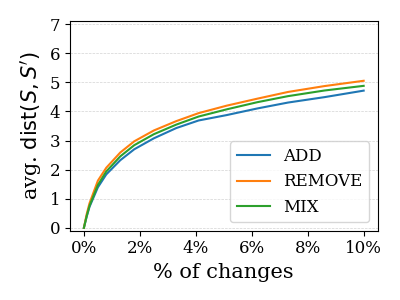 7
6
5
4
3
2
1
0
avg. dist(S, S′)
ADD
REMOVE
MIX
0% 2% 4% 6% 8% 10%
% of changes